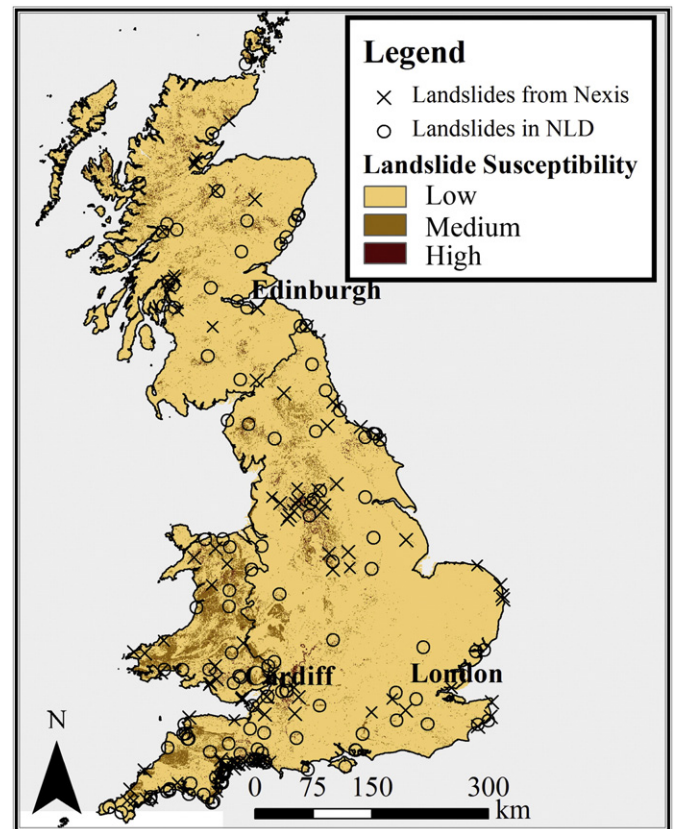 Legend
Landslides from Nexis
Landslides in NLD
Landslide Susceptibility
Low
Medium
High
Edinburgh
Cardiff
London
N
0 75 150 300
km